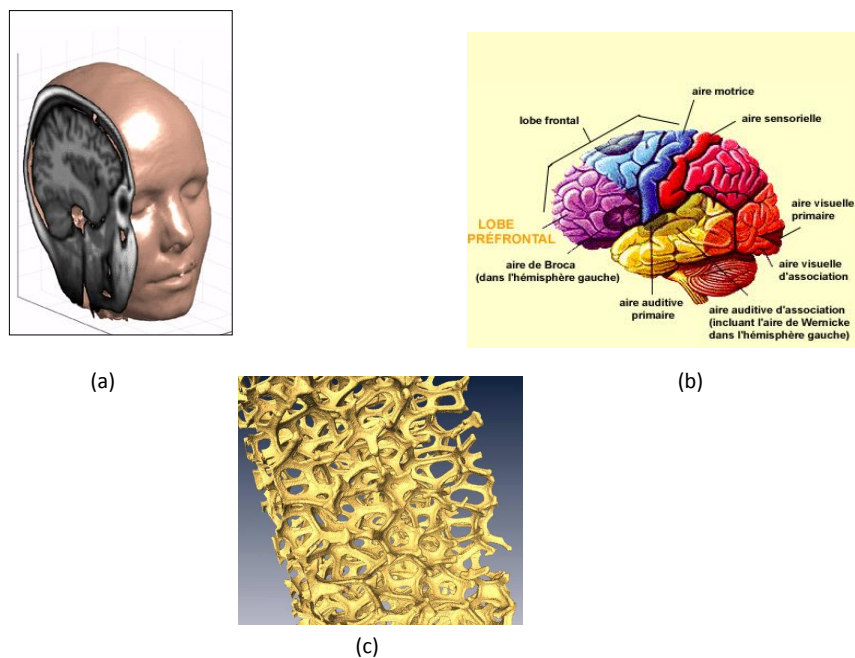 aire motrice
lobe frontal
aire sensorielle
aire visuelle
primaire
LOBE
PRÉFRONTAL
aire de Broca
(dans l'hémisphère gauche)
aire visuelle
d'association
aire auditive
primaire
aire auditive d'association
(incluant l'aire de Wernicke
dans l'hémisphère gauche)
(a)
(b)
(c)